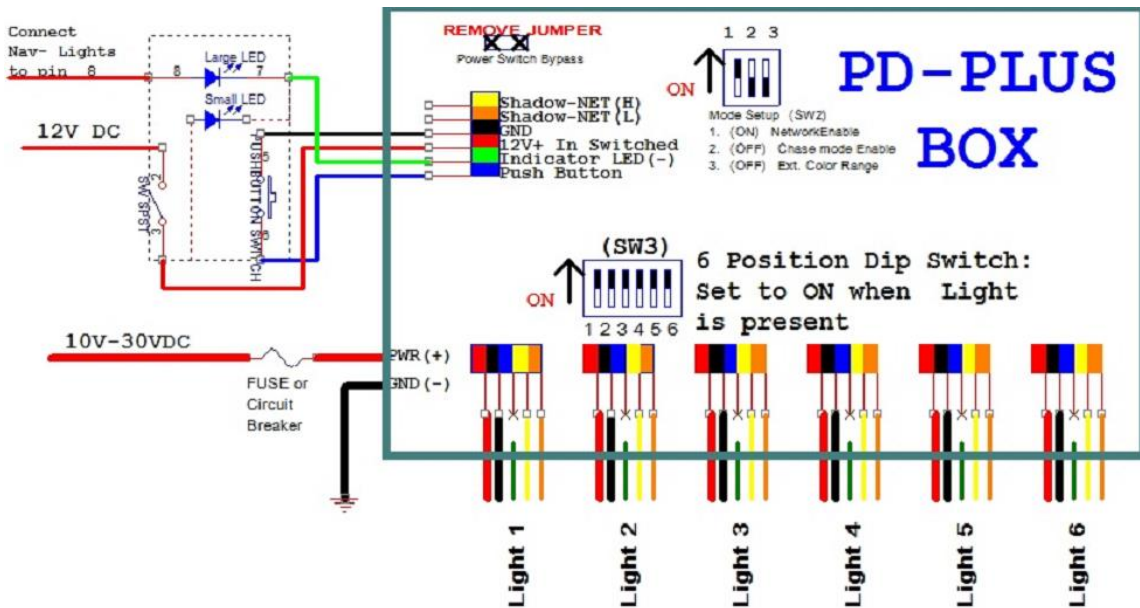 Connect
Nav- Lights
to pin 8
Large LED
6
7
Small LED
12V DC
2
3
SW SPST
5
PUSHBUTTON SWITCH
6
REMOVE JUMPER
Power Switch Bypass
Shadow-NET(H)
Shadow-NET(L)
GND
12V+ In Switched
Indicator LED(-)
Push Button
1 2 3
ON
Mode Setup (SW2)
1. (ON) NetworkEnable
2. (OFF) Chase mode Enable
3. (OFF) Ext. Color Range
PD-PLUS
BOX
(SW3)
ON
1 2 3 4 5 6
6 Position Dip Switch:
Set to ON when Light
is present
10V-30VDC
FUSE or
Circuit
Breaker
PWR(+)
GND(-)
Light 1
Light 2
Light 3
Light 4
Light 5
Light 6